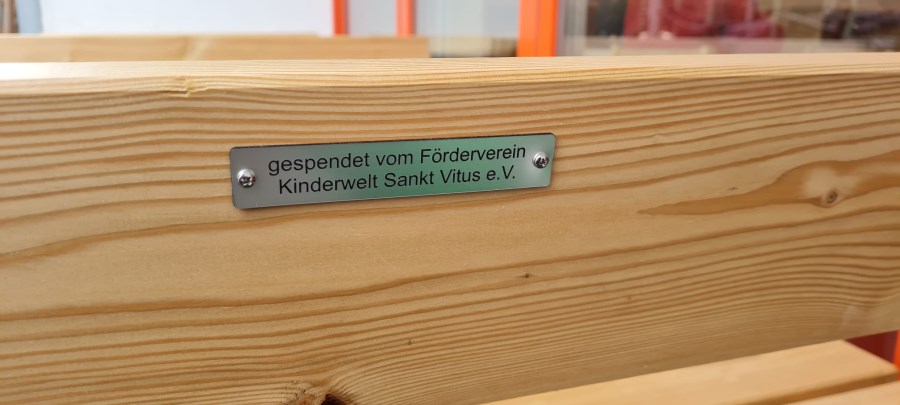 gespendet vom Förderverein
Kinderwelt Sankt Vitus e.V.